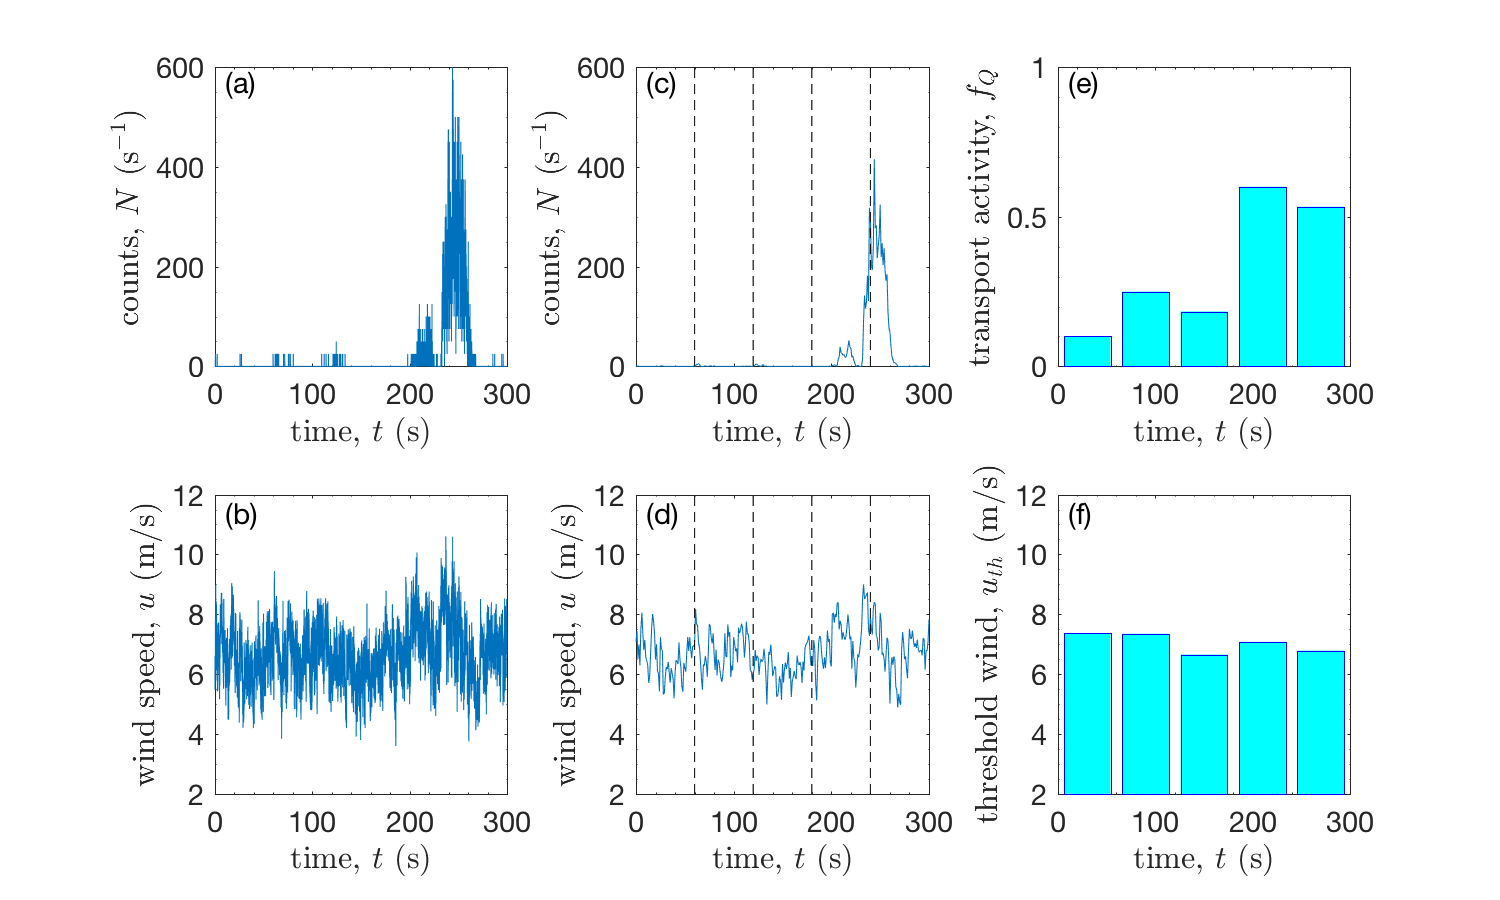 (a)
600
400
200
0
0 100 200 300
counts, N (s⁻¹)
time, t (s)
(c)
600
400
200
0
0 100 200 300
counts, N (s⁻¹)
time, t (s)
(e)
1
0.5
0
0 100 200 300
transport activity, f_Q
time, t (s)
(b)
12
10
8
6
4
2
0 100 200 300
wind speed, u (m/s)
time, t (s)
(d)
12
10
8
6
4
2
0 100 200 300
wind speed, u (m/s)
time, t (s)
(f)
12
10
8
6
4
2
0 100 200 300
threshold wind, u_th (m/s)
time, t (s)